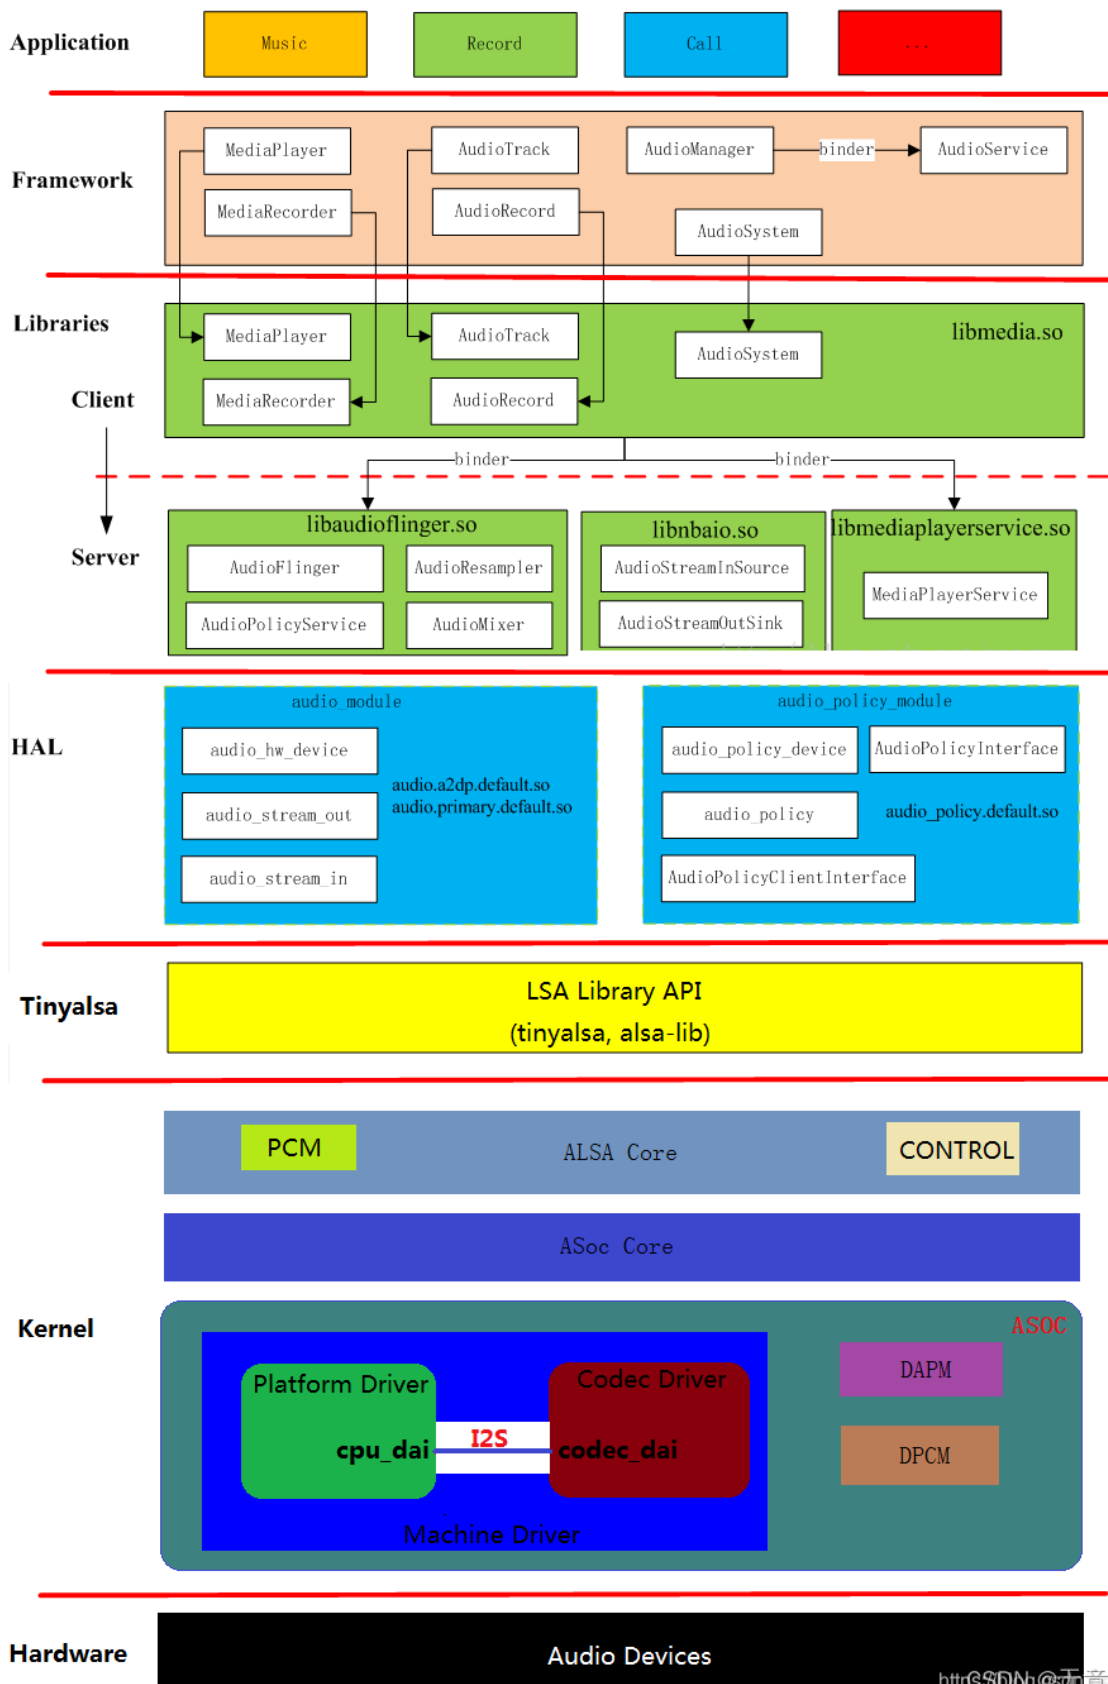 Application
Music
Record
Call
...
Framework
MediaPlayer
AudioTrack
AudioManager
binder
AudioService
MediaRecorder
AudioRecord
AudioSystem
Libraries
MediaPlayer
AudioTrack
AudioSystem
libmedia.so
Client
MediaRecorder
AudioRecord
binder
binder
Server
libaudioflinger.so
AudioFlinger
AudioResampler
AudioPolicyService
AudioMixer
libnbaio.so
AudioStreamInSource
AudioStreamOutSink
libmediaplayerservice.so
MediaPlayerService
HAL
audio_module
audio_hw_device
audio_stream_out
audio_stream_in
audio.a2dp.default.so
audio.primary.default.so
audio_policy_module
audio_policy_device
AudioPolicyInterface
audio_policy
audio_policy.default.so
AudioPolicyClientInterface
Tinyalsa
LSA Library API
(tinyalsa, alsa-lib)
Kernel
PCM
ALSA Core
CONTROL
ASoc Core
ASOC
Platform Driver
Codec Driver
cpu_dai
I2S
codec_dai
Machine Driver
DAPM
DPCM
Hardware
Audio Devices
CSDN @无音